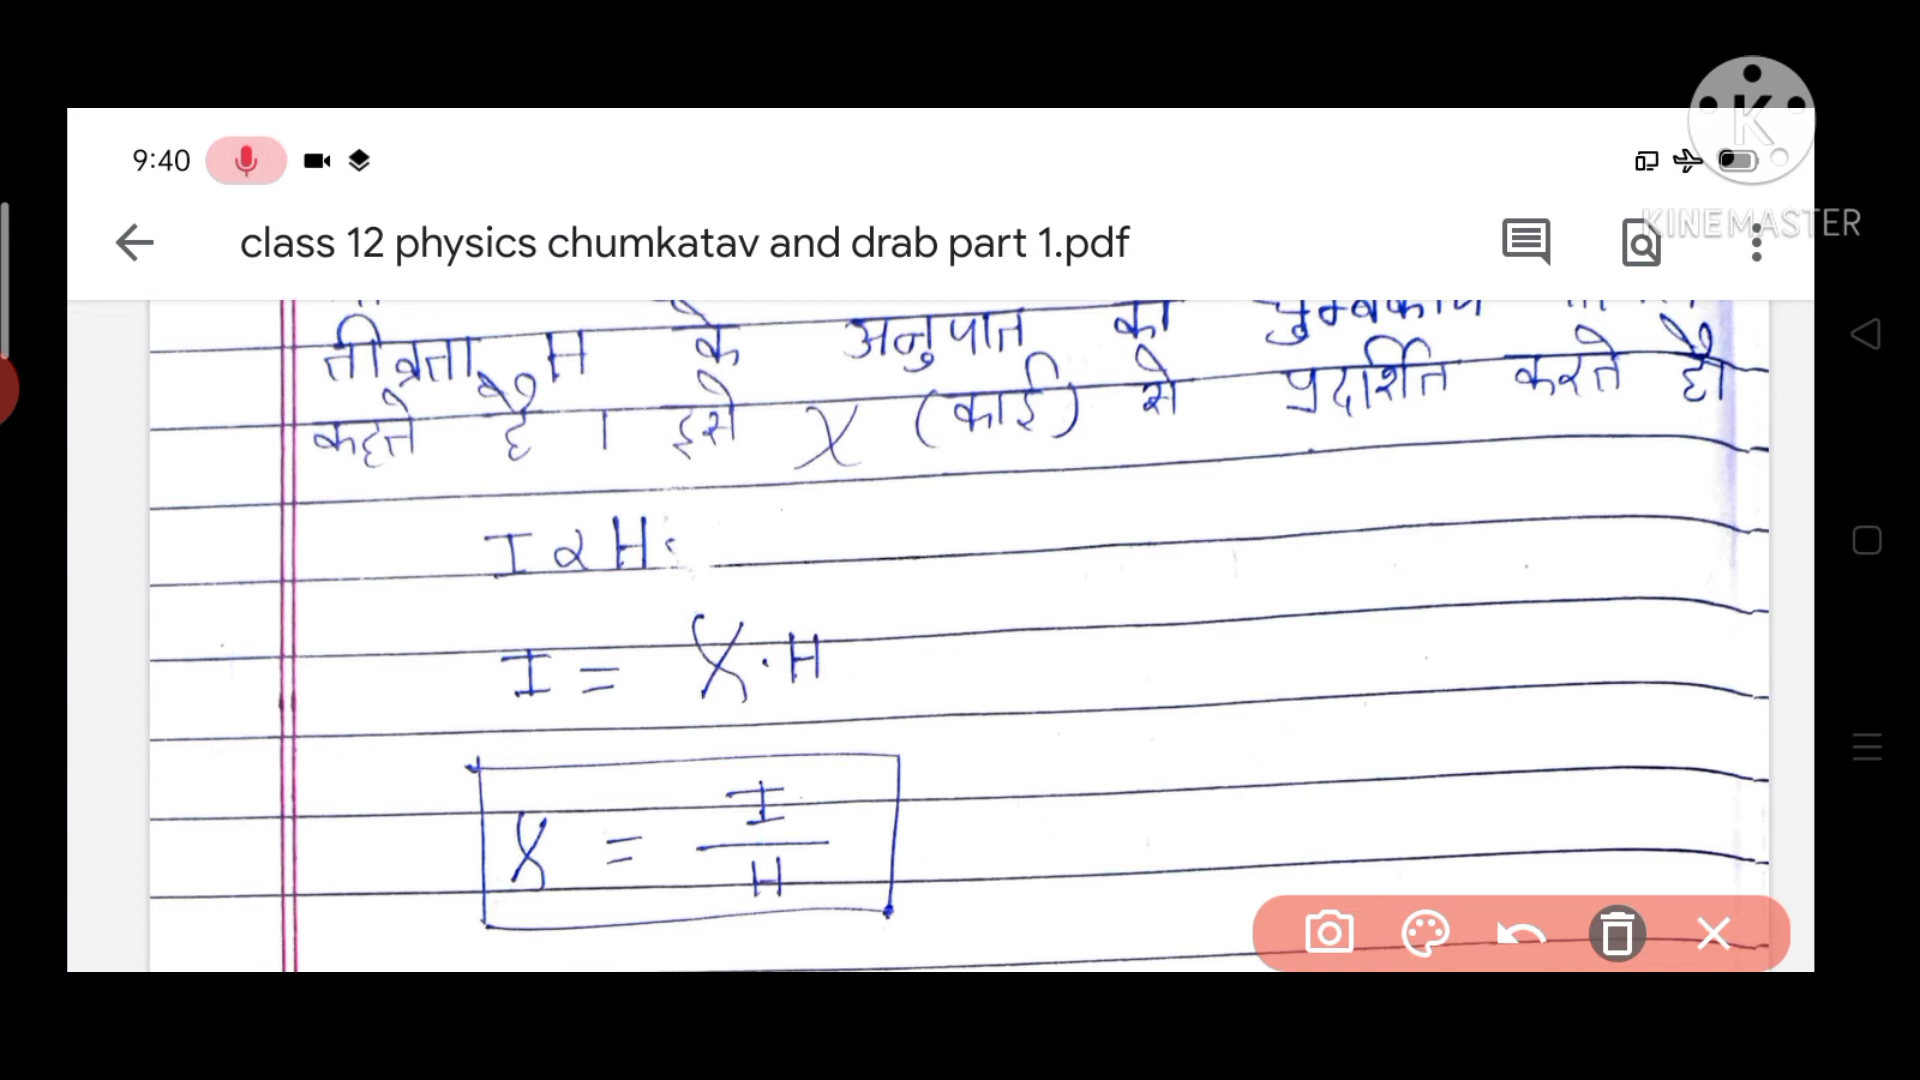 9:40
KINEMASTER
class 12 physics chumkatav and drab part 1.pdf
तीव्रता H के अनुपात को
कहते है । इसे χ (काई) से प्रदर्शित करते है
I α H.
I = χ.H
χ = I/H